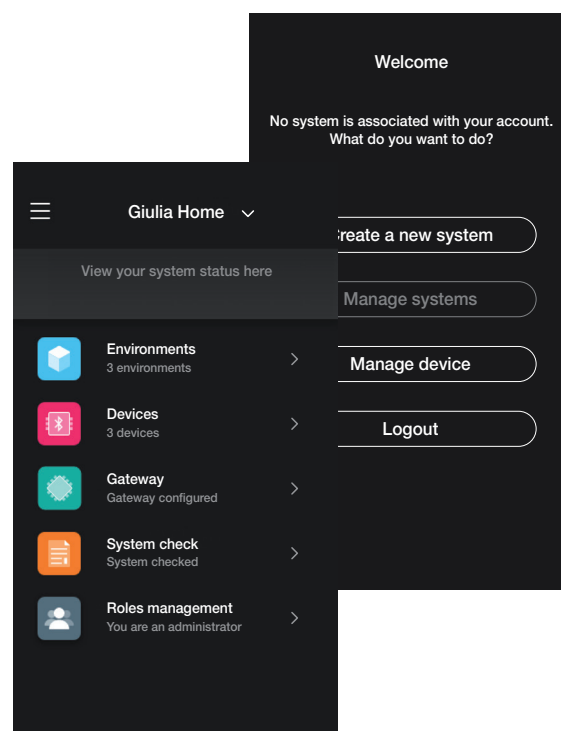 Welcome
No system is associated with your account.
What do you want to do?
Create a new system
Manage systems
Manage device
Logout
Giulia Home
View your system status here
Environments
3 environments
Devices
3 devices
Gateway
Gateway configured
System check
System checked
Roles management
You are an administrator